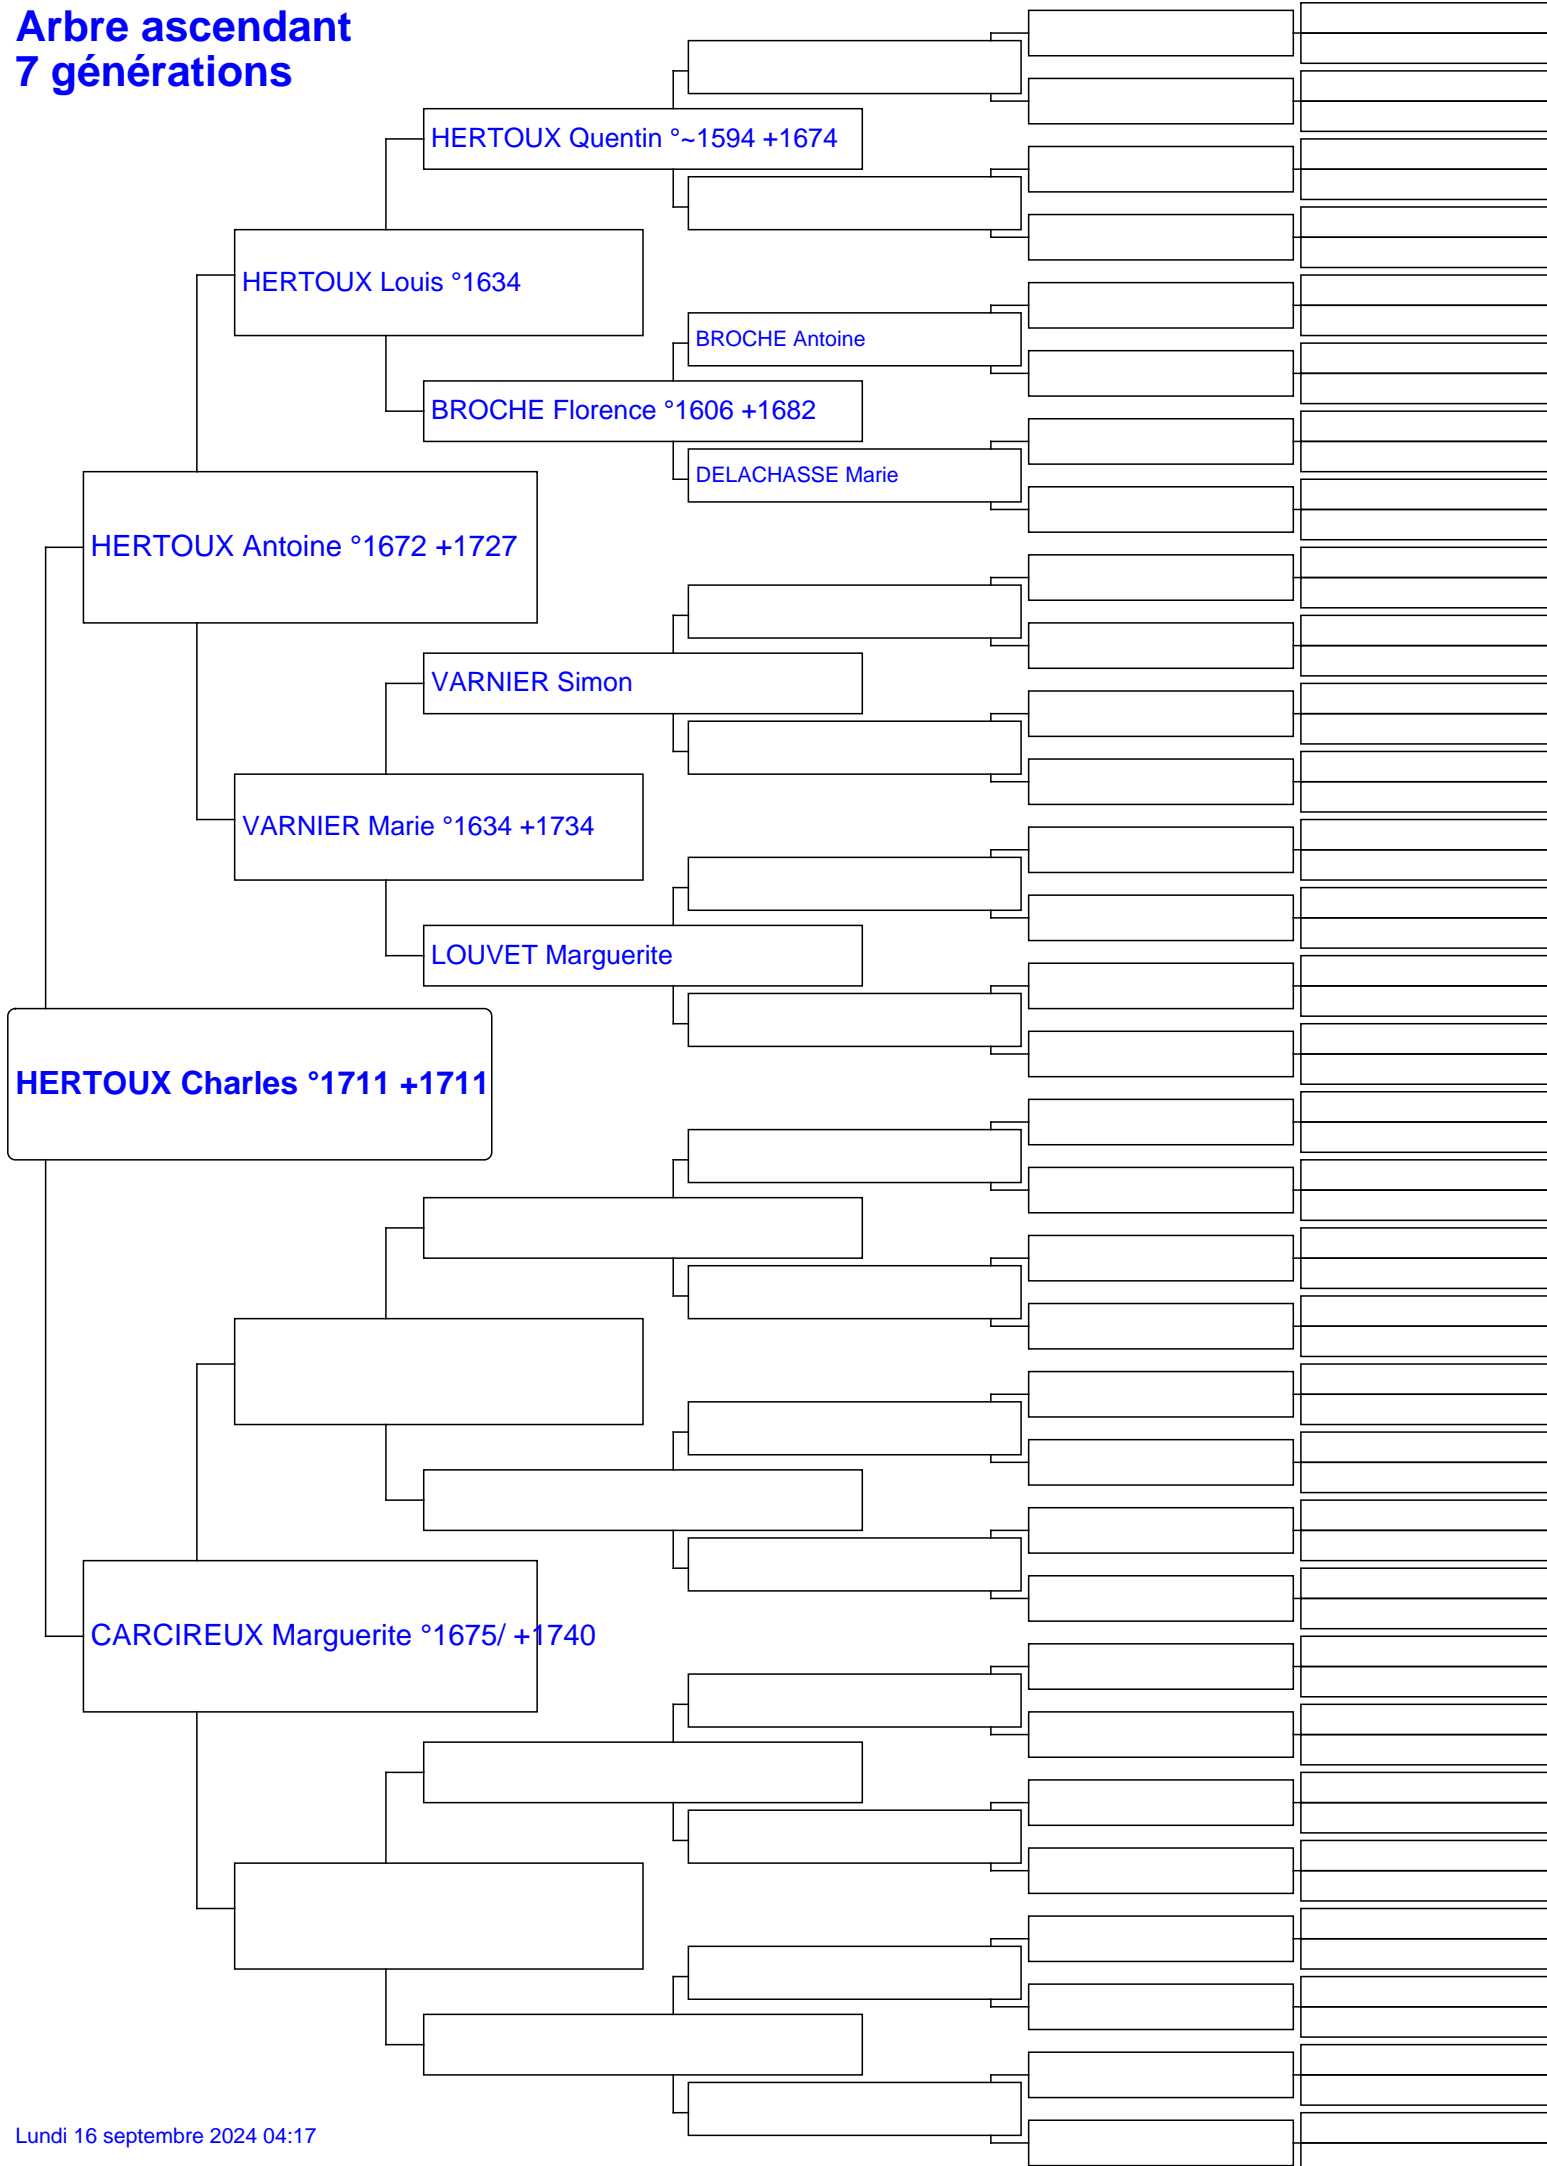 Arbre ascendant
7 générations
HERTOUX Quentin °~1594 +1674
HERTOUX Louis °1634
BROCHE Antoine
BROCHE Florence °1606 +1682
DELACHASSE Marie
HERTOUX Antoine °1672 +1727
VARNIER Simon
VARNIER Marie °1634 +1734
LOUVET Marguerite
HERTOUX Charles °1711 +1711
CARCIREUX Marguerite °1675/ +1740
Lundi 16 septembre 2024 04:17